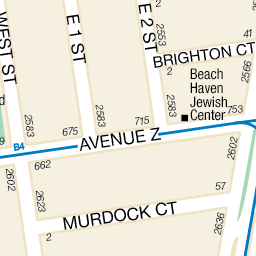 WEST ST
E 1 ST
E 2 ST
2553
BRIGHTON CT
41
2
2566
Beach
Haven
Jewish
Center
753
2583
2583
2583
715
675
AVENUE Z
B4
662
2602
2602
2623
57
MURDOCK CT
2
2636